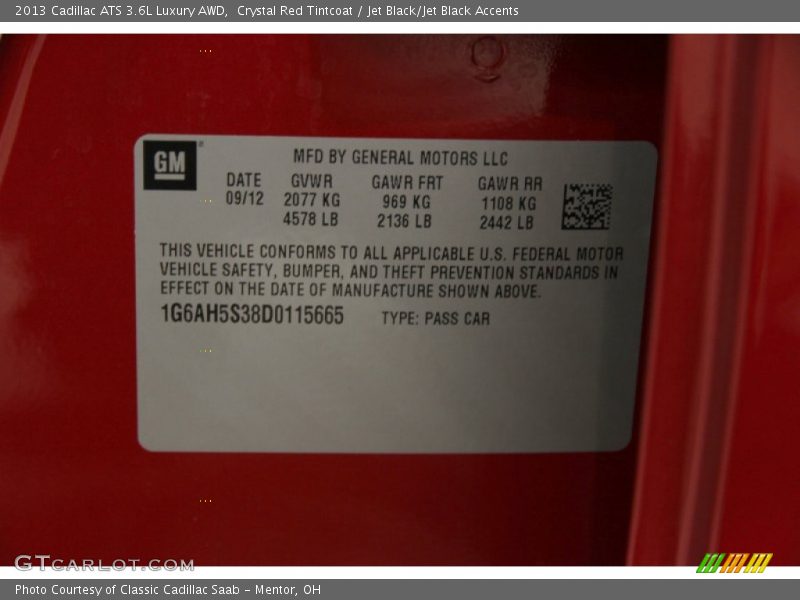 2013 Cadillac ATS 3.6L Luxury AWD,  Crystal Red Tintcoat / Jet Black/Jet Black Accents
GM
MFD BY GENERAL MOTORS LLC
DATE GVWR GAWR FRT GAWR RR
09/12 2077 KG 969 KG 1108 KG
4578 LB 2136 LB 2442 LB
THIS VEHICLE CONFORMS TO ALL APPLICABLE U.S. FEDERAL MOTOR
VEHICLE SAFETY, BUMPER, AND THEFT PREVENTION STANDARDS IN
EFFECT ON THE DATE OF MANUFACTURE SHOWN ABOVE.
1G6AH5S38D0115665 TYPE: PASS CAR
GTCARLOT.COM
Photo Courtesy of Classic Cadillac Saab - Mentor, OH